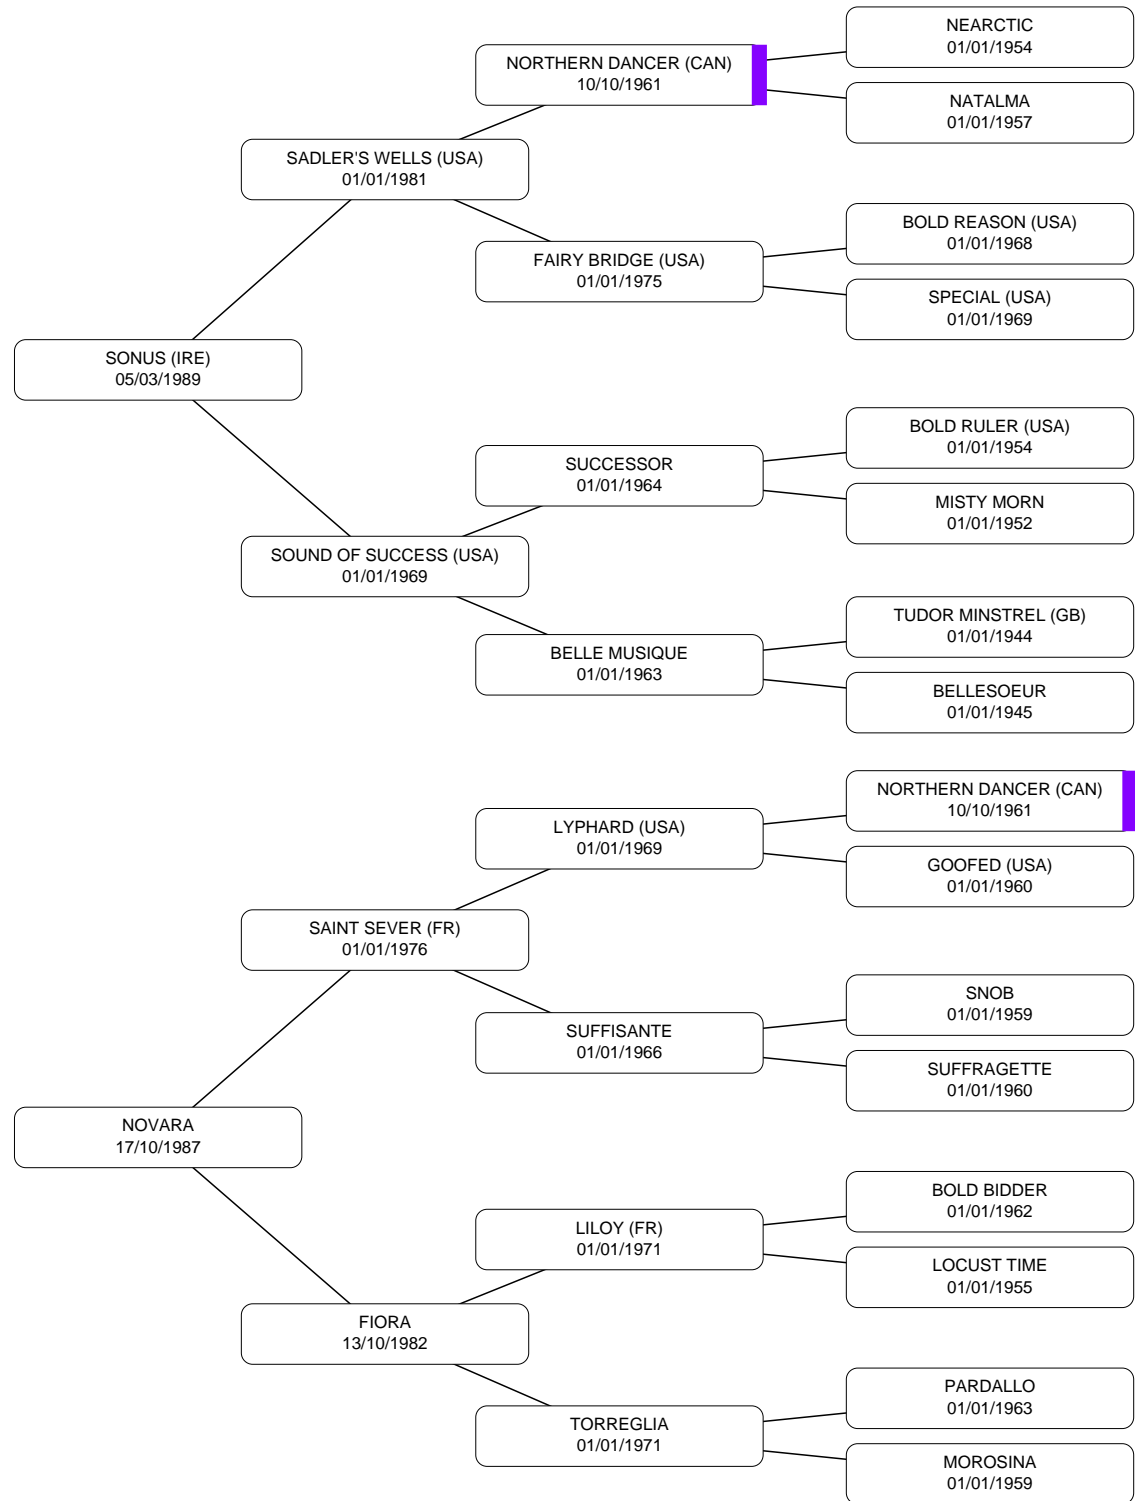 NEARCTIC
01/01/1954
NORTHERN DANCER (CAN)
10/10/1961
NATALMA
01/01/1957
SADLER'S WELLS (USA)
01/01/1981
BOLD REASON (USA)
01/01/1968
FAIRY BRIDGE (USA)
01/01/1975
SPECIAL (USA)
01/01/1969
SONUS (IRE)
05/03/1989
BOLD RULER (USA)
01/01/1954
SUCCESSOR
01/01/1964
MISTY MORN
01/01/1952
SOUND OF SUCCESS (USA)
01/01/1969
TUDOR MINSTREL (GB)
01/01/1944
BELLE MUSIQUE
01/01/1963
BELLESOEUR
01/01/1945
NORTHERN DANCER (CAN)
10/10/1961
LYPHARD (USA)
01/01/1969
GOOFED (USA)
01/01/1960
SAINT SEVER (FR)
01/01/1976
SNOB
01/01/1959
SUFFISANTE
01/01/1966
SUFFRAGETTE
01/01/1960
NOVARA
17/10/1987
BOLD BIDDER
01/01/1962
LILOY (FR)
01/01/1971
LOCUST TIME
01/01/1955
FIORA
13/10/1982
PARDALLO
01/01/1963
TORREGLIA
01/01/1971
MOROSINA
01/01/1959